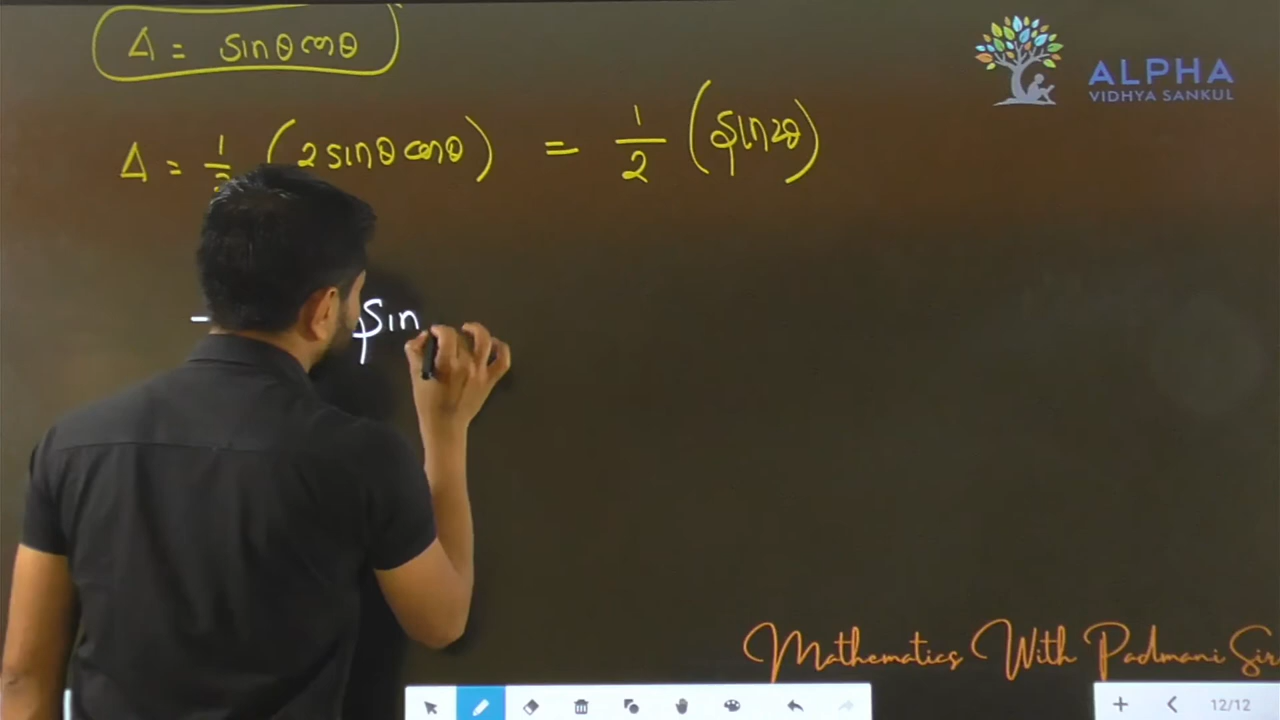 Δ = sinθ cosθ
ALPHA
VIDHYA SANKUL
Δ = 1/2 (2 sinθ cosθ) = 1/2 (sin2θ)
- sin
Mathematics With Padmani Sir
12/12